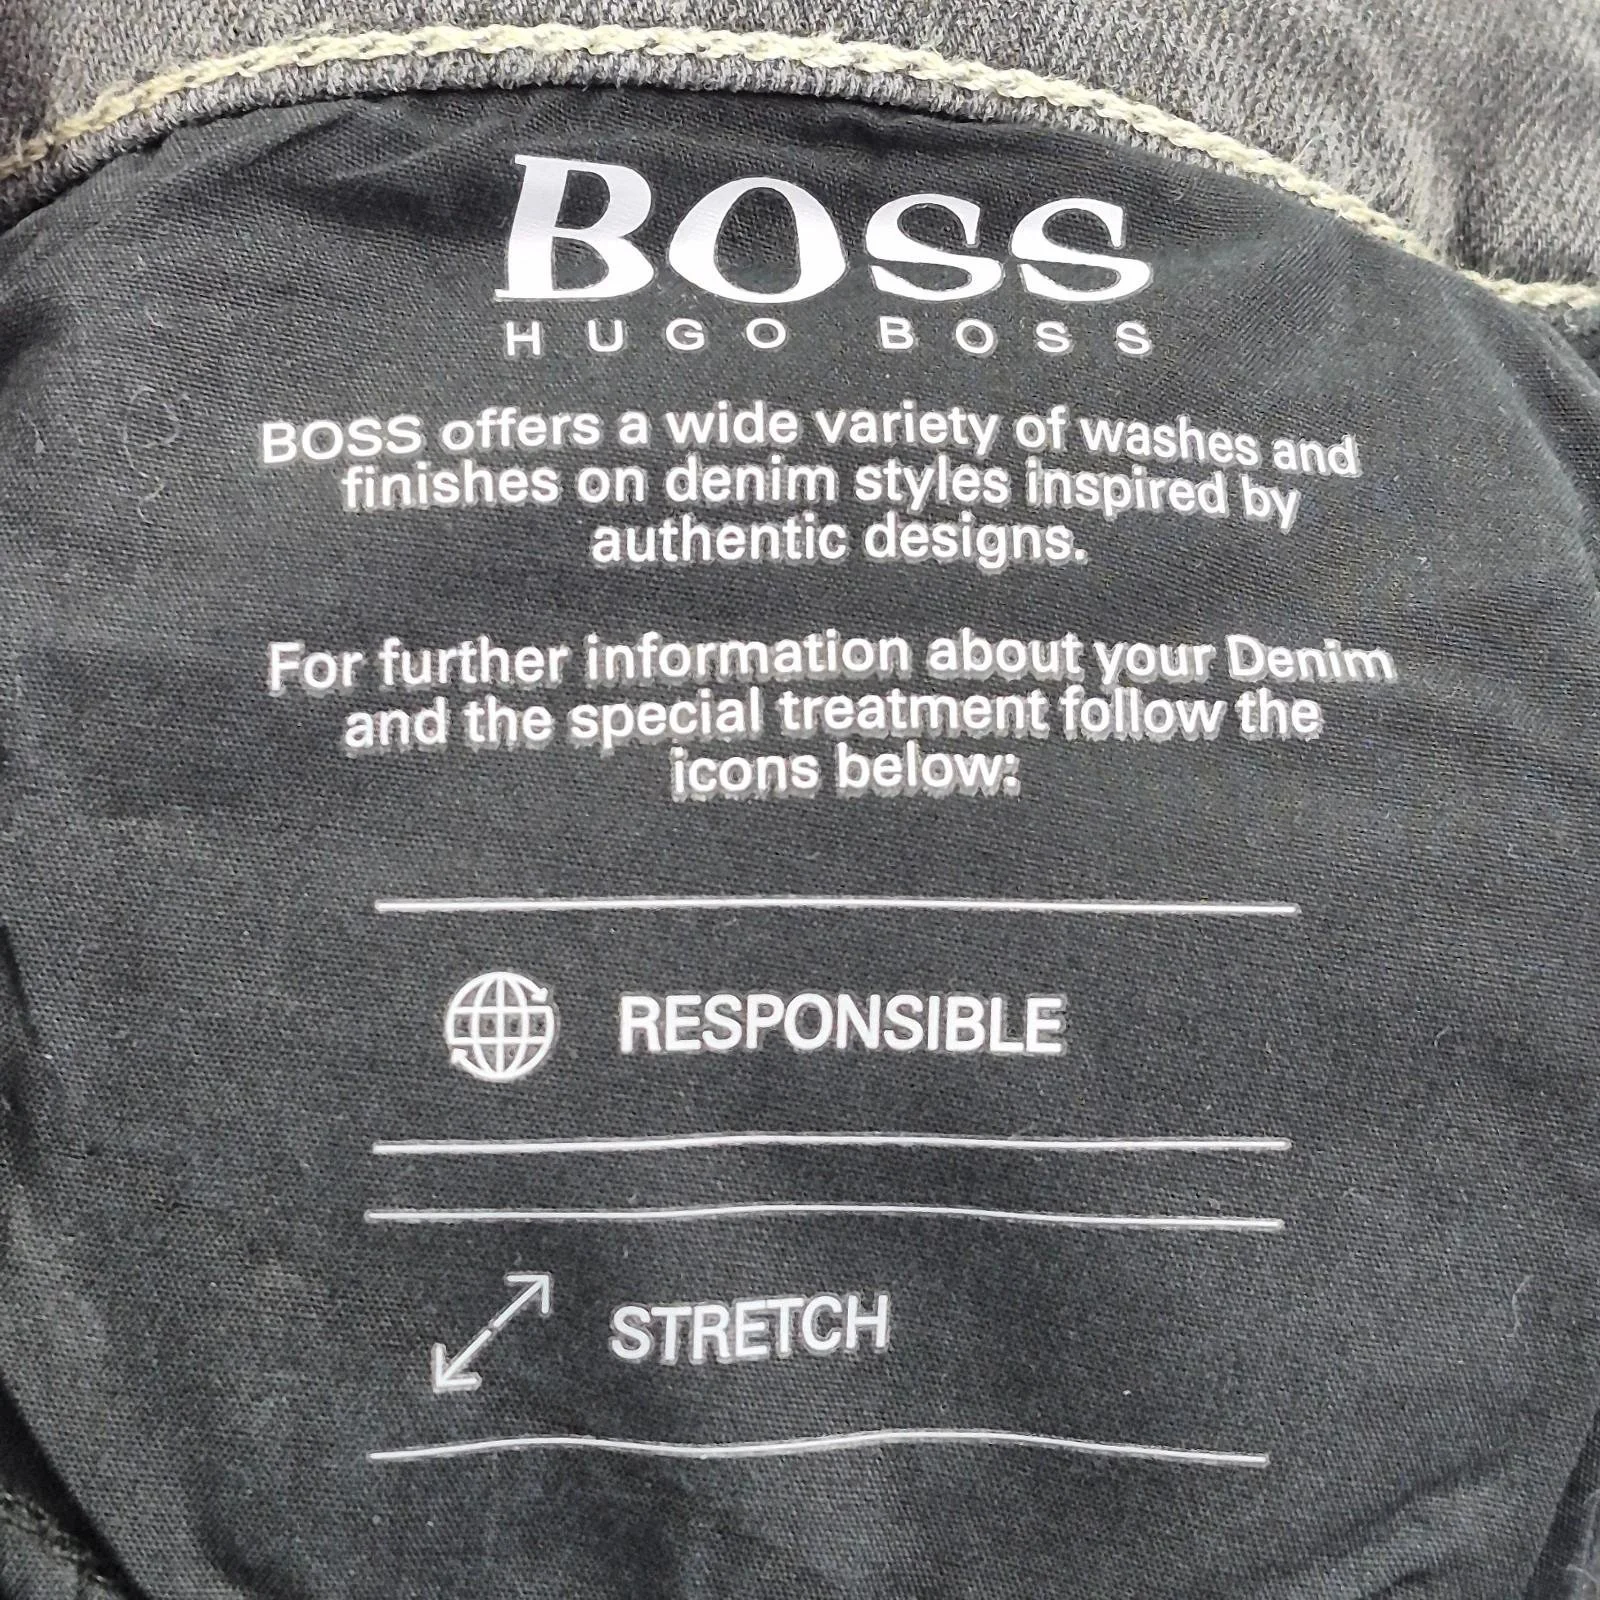 BOSS
HUGO BOSS
BOSS offers a wide variety of washes and
finishes on denim styles inspired by
authentic designs.
For further information about your Denim
and the special treatment follow the
icons below:
RESPONSIBLE
STRETCH